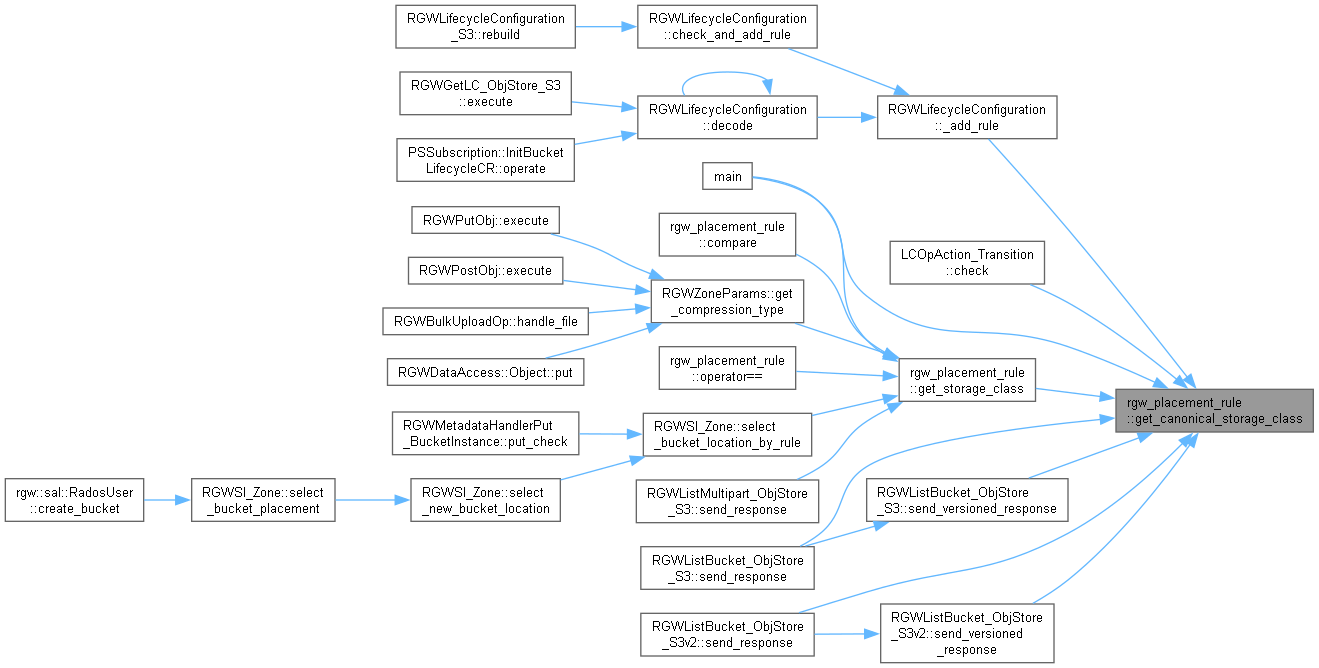 RGWLifecycleConfiguration
_S3::rebuild
RGWLifecycleConfiguration
::check_and_add_rule
RGWGetLC_ObjStore_S3
::execute
RGWLifecycleConfiguration
::decode
RGWLifecycleConfiguration
::_add_rule
PSSubscription::InitBucket
LifecycleCR::operate
main
RGWPutObj::execute
rgw_placement_rule
::compare
LCOpAction_Transition
::check
RGWPostObj::execute
RGWZoneParams::get
_compression_type
RGWBulkUploadOp::handle_file
RGWDataAccess::Object::put
rgw_placement_rule
::operator==
rgw_placement_rule
::get_storage_class
rgw_placement_rule
::get_canonical_storage_class
RGWMetadataHandlerPut
_BucketInstance::put_check
RGWSI_Zone::select
_bucket_location_by_rule
rgw::sal::RadosUser
::create_bucket
RGWSI_Zone::select
_bucket_placement
RGWSI_Zone::select
_new_bucket_location
RGWListMultipart_ObjStore
_S3::send_response
RGWListBucket_ObjStore
_S3::send_versioned_response
RGWListBucket_ObjStore
_S3::send_response
RGWListBucket_ObjStore
_S3v2::send_response
RGWListBucket_ObjStore
_S3v2::send_versioned
_response